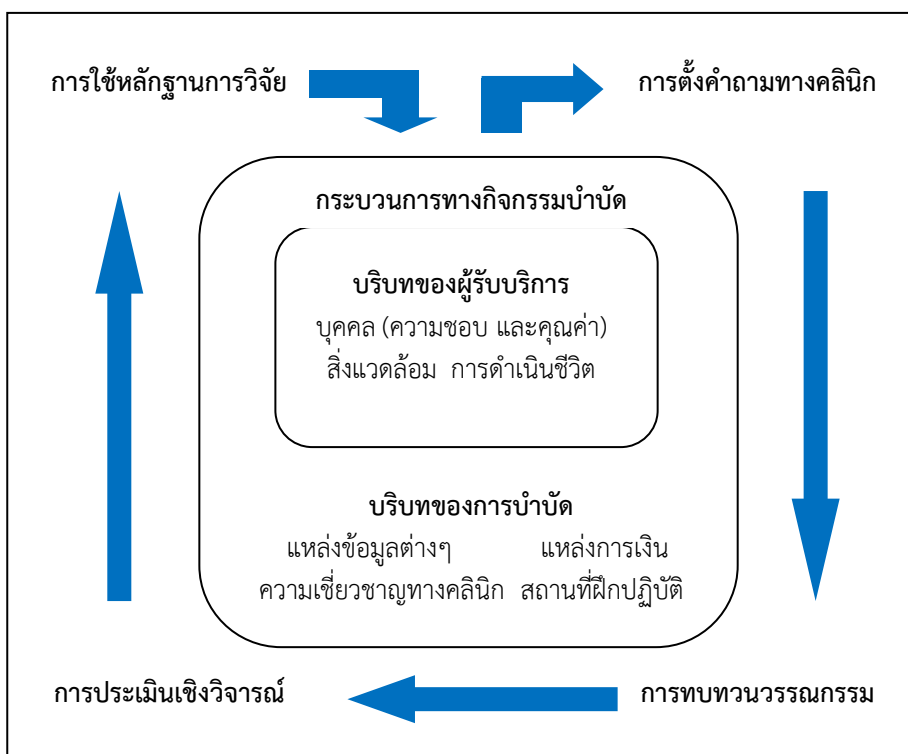 การใช้หลักฐานการวิจัย
การตั้งคำถามทางคลินิก
กระบวนการทางกิจกรรมบำบัด
บริบทของผู้รับบริการ
บุคคล (ความชอบ และคุณค่า)
สิ่งแวดล้อม การดำเนินชีวิต
บริบทของการบำบัด
แหล่งข้อมูลต่างๆ แหล่งการเงิน
ความเชี่ยวชาญทางคลินิก สถานที่ฝึกปฏิบัติ
การประเมินเชิงวิจารณ์
การทบทวนวรรณกรรม